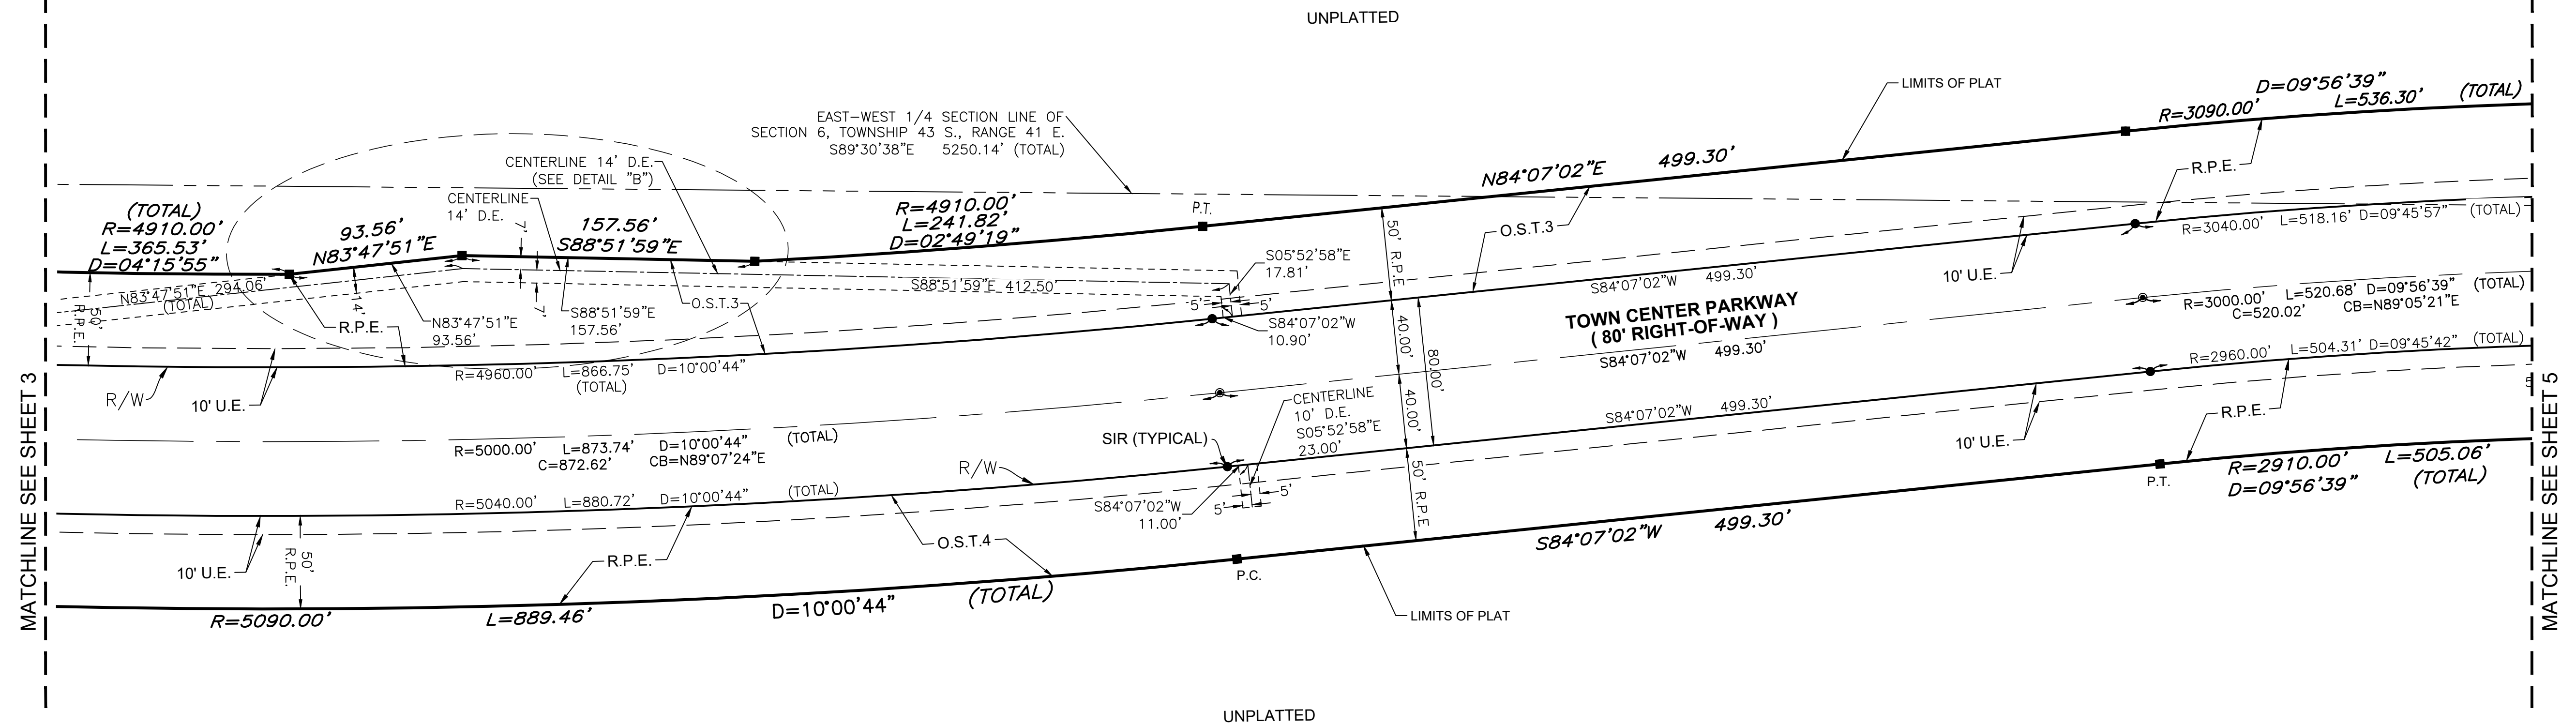 UNPLATTED
MATCHLINE SEE SHEET 3
(TOTAL)
R=4910.00'
L=365.53'
D=04°15'55"
93.56'
N83°47'51"E
CENTERLINE
14' D.E.
7'
7'
157.56'
S88°51'59"E
CENTERLINE 14' D.E.
(SEE DETAIL "B")
EAST-WEST 1/4 SECTION LINE OF
SECTION 6, TOWNSHIP 43 S., RANGE 41 E.
S89°30'38"E 5250.14' (TOTAL)
R=4910.00'
L=241.82'
D=02°49'19"
P.T.
N84°07'02"E 499.30'
LIMITS OF PLAT
D=09°56'39"
R=3090.00' L=536.30' (TOTAL)
N83°47'51"E 294.06'
(TOTAL)
50'
R.P.E.
14'
R.P.E.
N83°47'51"E
93.56'
S88°51'59"E
157.56'
O.S.T.3
S88°51'59"E 412.50'
S05°52'58"E
17.81'
5'
5'
S84°07'02"W
10.90'
50' R.P.E
O.S.T.3
S84°07'02"W 499.30'
10' U.E.
R.P.E.
R=3040.00' L=518.16' D=09°45'57" (TOTAL)
R/W
10' U.E.
R=4960.00' L=866.75' D=10°00'44"
(TOTAL)
40.00'
80.00'
40.00'
TOWN CENTER PARKWAY
( 80' RIGHT-OF-WAY )
S84°07'02"W 499.30'
R=3000.00' L=520.68' D=09°56'39" (TOTAL)
C=520.02' CB=N89°05'21"E
R=2960.00' L=504.31' D=09°45'42" (TOTAL)
R=5000.00' L=873.74' D=10°00'44" (TOTAL)
C=872.62' CB=N89°07'24"E
SIR (TYPICAL)
CENTERLINE
10' D.E.
S05°52'58"E
23.00'
S84°07'02"W 499.30'
10' U.E.
R.P.E.
5
R/W
R=5040.00' L=880.72' D=10°00'44" (TOTAL)
S84°07'02"W
11.00'
5'
5'
50' R.P.E
10' U.E.
50'
R.P.E.
R.P.E.
O.S.T.4
P.C.
S84°07'02"W 499.30'
P.T.
R=2910.00' L=505.06'
D=09°56'39" (TOTAL)
R=5090.00' L=889.46' D=10°00'44" (TOTAL)
LIMITS OF PLAT
MATCHLINE SEE SHEET 5
UNPLATTED